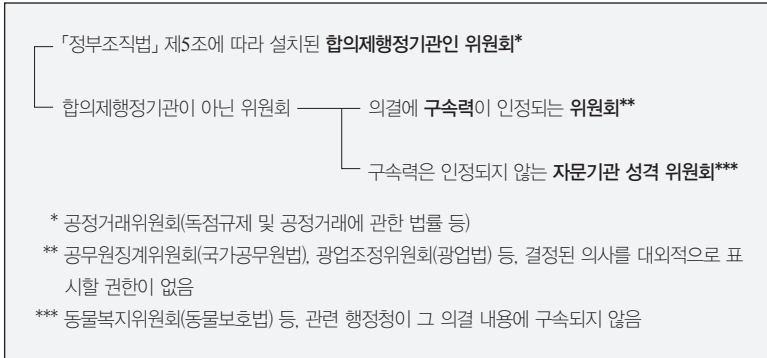 「정부조직법」 제5조에 따라 설치된 합의제행정기관인 위원회*
합의제행정기관이 아닌 위원회
의결에 구속력이 인정되는 위원회**
구속력은 인정되지 않는 자문기관 성격 위원회***
* 공정거래위원회(독점규제 및 공정거래에 관한 법률 등)
** 공무원징계위원회(국가공무원법), 광업조정위원회(광업법) 등, 결정된 의사를 대외적으로 표
시할 권한이 없음
*** 동물복지위원회(동물보호법) 등, 관련 행정청이 그 의결 내용에 구속되지 않음